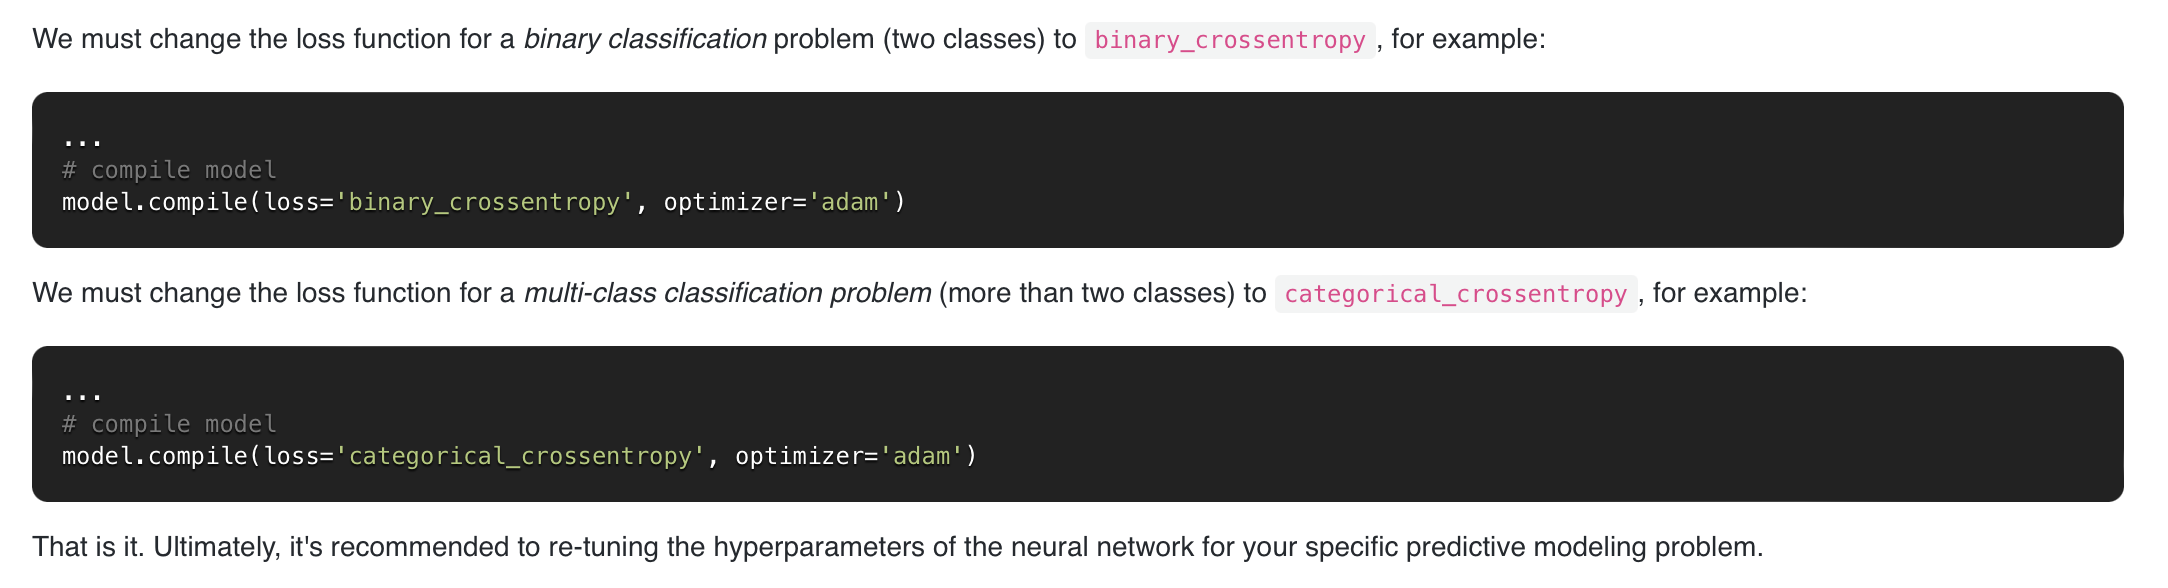 We must change the loss function for a binary classification problem (two classes) to binary_crossentropy, for example:
...
# compile model
model.compile(loss='binary_crossentropy', optimizer='adam')
We must change the loss function for a multi-class classification problem (more than two classes) to categorical_crossentropy, for example:
...
# compile model
model.compile(loss='categorical_crossentropy', optimizer='adam')
That is it. Ultimately, it's recommended to re-tuning the hyperparameters of the neural network for your specific predictive modeling problem.